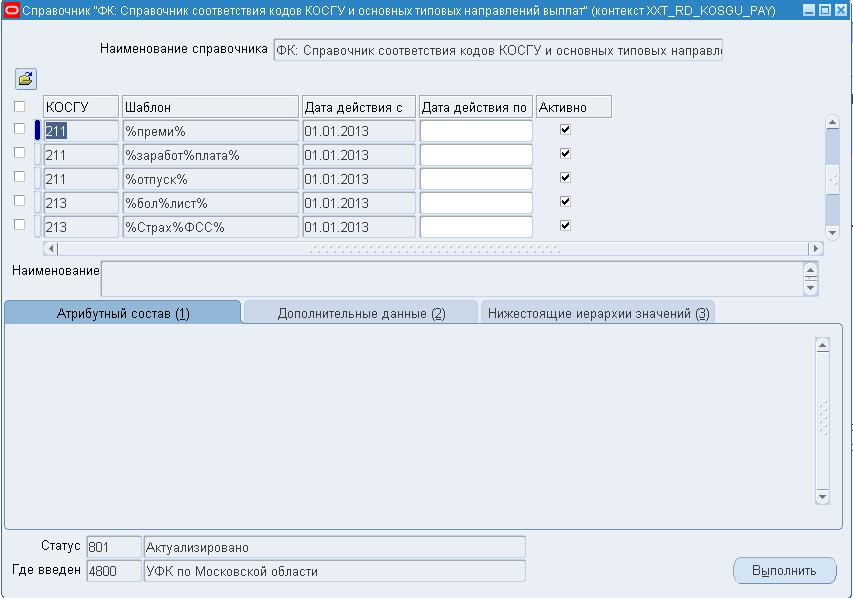 Справочник "ФК: Справочник соответствия кодов КОСГУ и основных типовых направлений выплат" (контекст XXT_RD_KOSGU_PAY)
Наименование справочника ФК: Справочник соответствия кодов КОСГУ и основных типовых направл
КОСГУ Шаблон Дата действия с Дата действия по Активно
211 %преми% 01.01.2013
211 %заработ%плата% 01.01.2013
211 %отпуск% 01.01.2013
213 %бол%лист% 01.01.2013
213 %Страх%ФСС% 01.01.2013
Наименование
Атрибутный состав (1) Дополнительные данные (2) Нижестоящие иерархии значений (3)
Статус 801 Актуализировано
Где введен 4800 УФК по Московской области
Выполнить